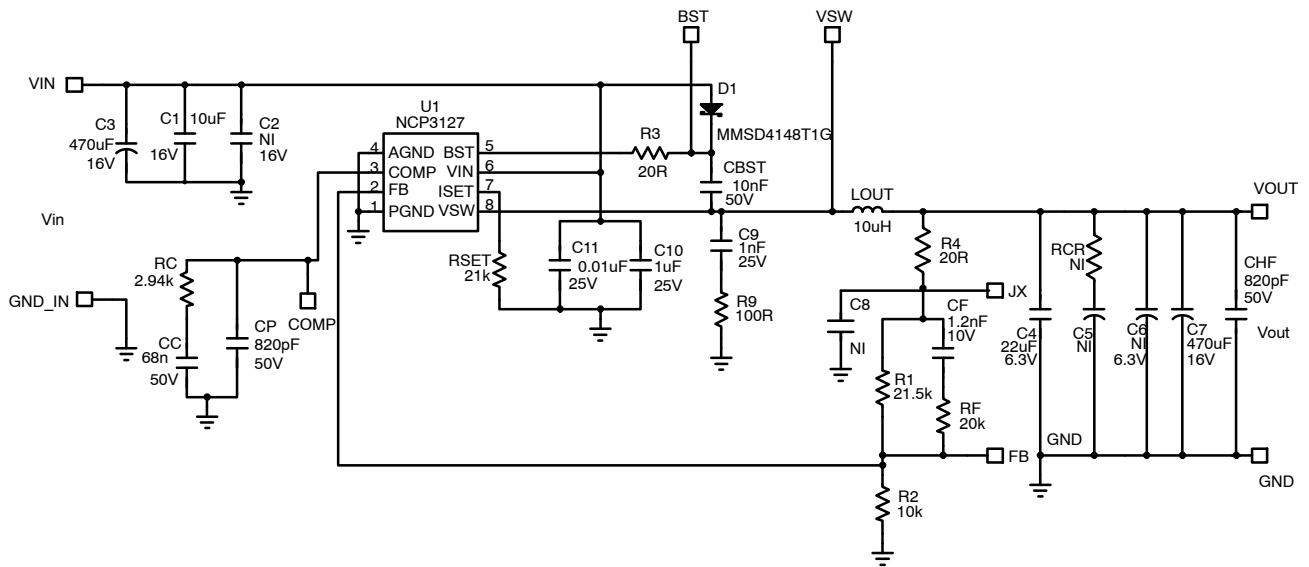 BST
VSW
VIN
D1
MMSD4148T1G
U1
NCP3127
C3
470uF
16V
C1
10uF
16V
C2
NI
16V
4
AGND
BST
5
3
COMP
VIN
6
2
FB
ISET
7
1
PGND
VSW
8
R3
20R
CBST
10nF
50V
LOUT
10uH
VOUT
Vin
GND_IN
RC
2.94k
CC
68n
50V
CP
820pF
50V
COMP
RSET
21k
C11
0.01uF
25V
C10
1uF
25V
C9
1nF
25V
R9
100R
R4
20R
JX
C8
NI
CF
1.2nF
10V
R1
21.5k
RF
20k
FB
R2
10k
C4
22uF
6.3V
RCR
NI
C5
NI
C6
NI
6.3V
C7
470uF
16V
CHF
820pF
50V
Vout
GND
GND